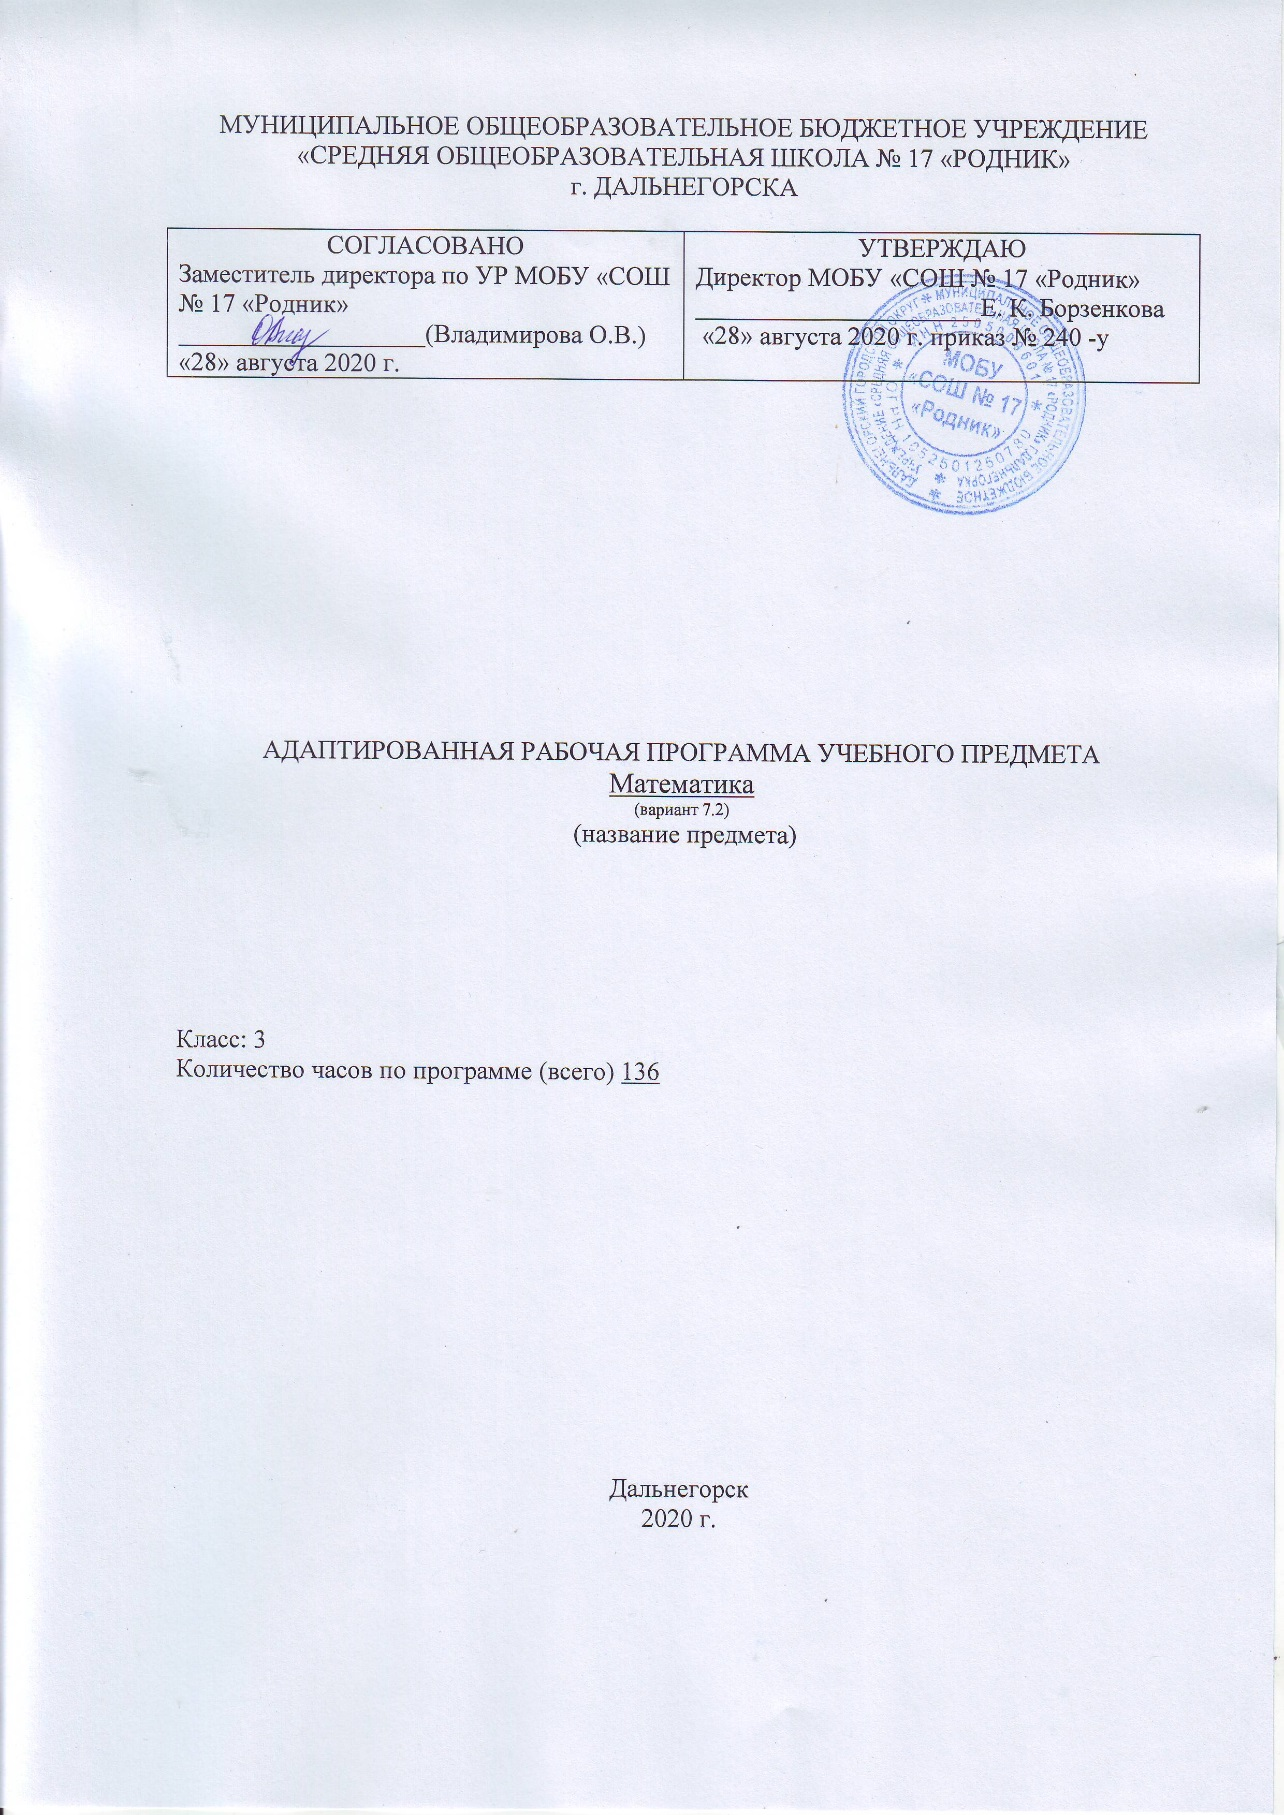 МУНИЦИПАЛЬНОЕ ОБЩЕОБРАЗОВАТЕЛЬНОЕ БЮДЖЕТНОЕ УЧРЕЖДЕНИЕ
«СРЕДНЯЯ ОБЩЕОБРАЗОВАТЕЛЬНАЯ ШКОЛА № 17 «РОДНИК»
г. ДАЛЬНЕГОРСКА
СОГЛАСОВАНО
Заместитель директора по УР МОБУ «СОШ
№ 17 «Родник»
(Владимирова О.В.)
«28» августа 2020 г.
УТВЕРЖДАЮ
Директор МОБУ «СОШ № 17 «Родник»
Е. К. Борзенкова
«28» августа 2020 г. приказ № 240 -у
МОБУ
«СОШ № 17
«Родник»
АДАПТИРОВАННАЯ РАБОЧАЯ ПРОГРАММА УЧЕБНОГО ПРЕДМЕТА
Математика
(вариант 7.2)
(название предмета)
Класс: 3
Количество часов по программе (всего) 136
Дальнегорск
2020 г.